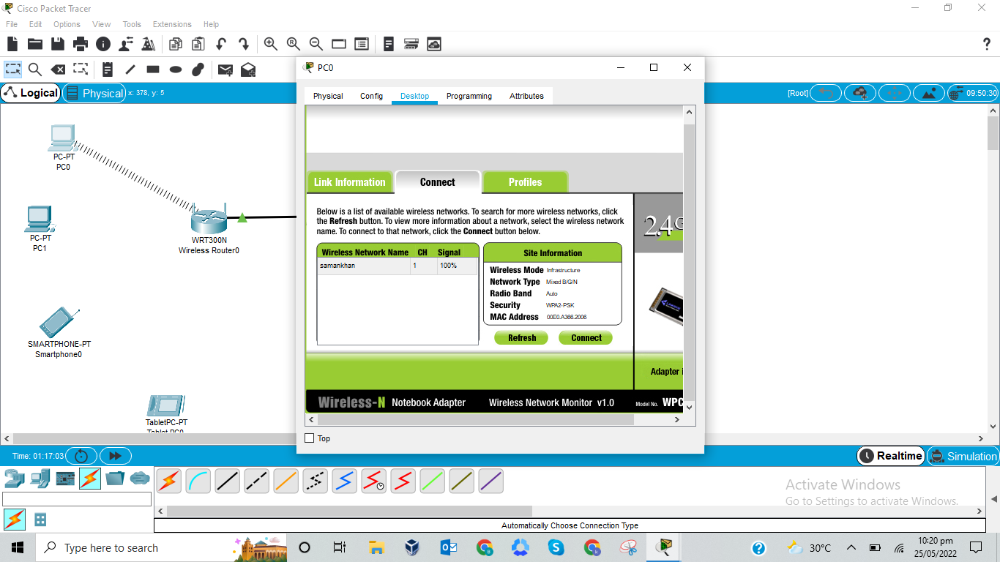 Cisco Packet Tracer
File Edit Options View Tools Extensions Help
PC0
Logical
Physical
x: 378, y: 5
[Root]
09:50:30
Physical Config Desktop Programming Attributes
PC-PT
PC0
PC-PT
PC1
WRT300N
Wireless Router0
SMARTPHONE-PT
Smartphone0
TabletPC-PT
Tablet PC0
Link Information Connect Profiles
Below is a list of available wireless networks. To search for more wireless networks, click
the Refresh button. To view more information about a network, select the wireless network
name. To connect to that network, click the Connect button below.
2.4G
Wireless Network Name CH Signal
samankhan 1 100%
Site Information
Wireless Mode Infrastructure
Network Type Mixed B/G/N
Radio Band Auto
Security WPA2-PSK
MAC Address 00E0.A366.2006
Refresh Connect
Adapter i
Wireless-N Notebook Adapter Wireless Network Monitor v1.0 Model No. WPC
Top
Time: 01:17:03
Realtime
Simulation
Activate Windows
Go to Settings to activate Windows.
Automatically Choose Connection Type
Type here to search
30°C
10:20 pm
25/05/2022